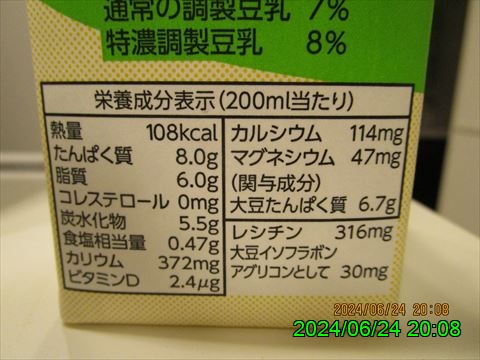 通常の調製豆乳 7%
特濃調製豆乳 8%
栄養成分表示(200ml当たり)
熱量 108kcal
たんぱく質 8.0g
脂質 6.0g
コレステロール 0mg
炭水化物 5.5g
食塩相当量 0.47g
カリウム 372mg
ビタミンD 2.4μg
カルシウム 114mg
マグネシウム 47mg
(関与成分)
大豆たんぱく質 6.7g
レシチン 316mg
大豆イソフラボン
アグリコンとして 30mg
2024/06/24 20:08
2024/06/24 20:08